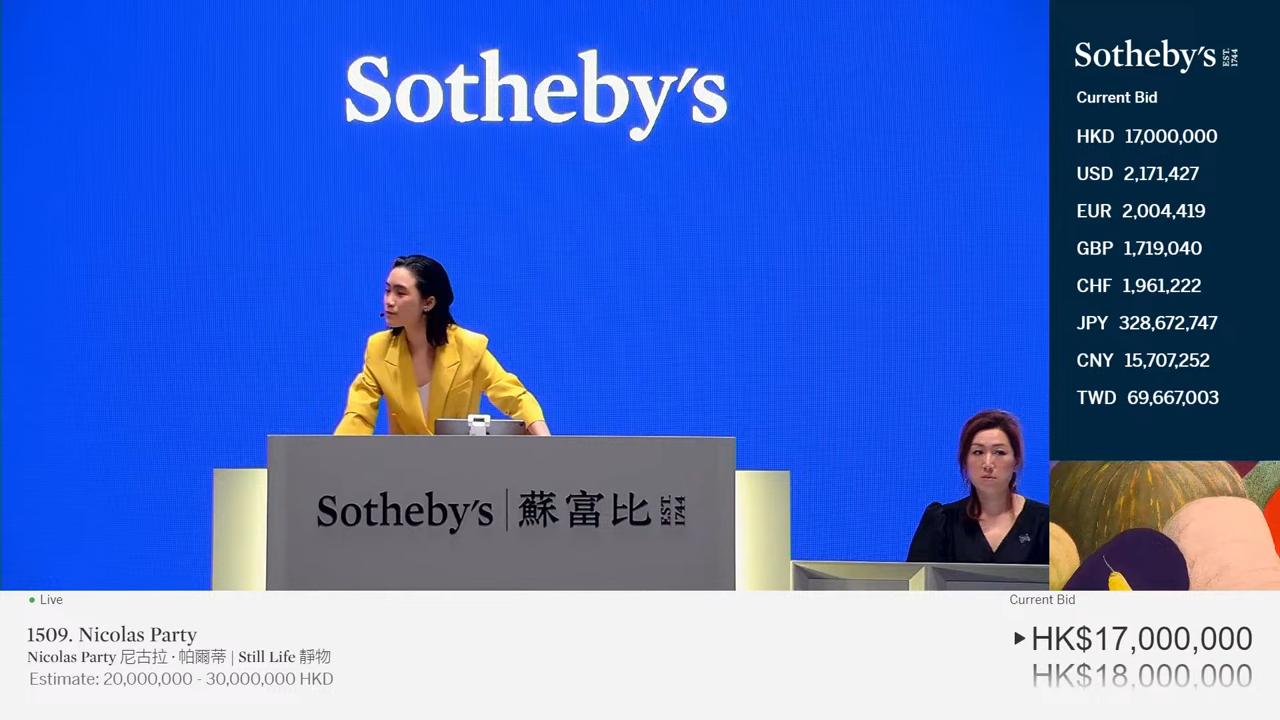 Sotheby's
Sotheby's EST. 1744
Current Bid
HKD 17,000,000
USD 2,171,427
EUR 2,004,419
GBP 1,719,040
CHF 1,961,222
JPY 328,672,747
CNY 15,707,252
TWD 69,667,003
Sotheby's | 蘇富比 EST. 1744
Live
1509. Nicolas Party
Nicolas Party 尼古拉·帕爾蒂 | Still Life 靜物
Estimate: 20,000,000 - 30,000,000 HKD
Current Bid
HK$17,000,000
HK$18,000,000